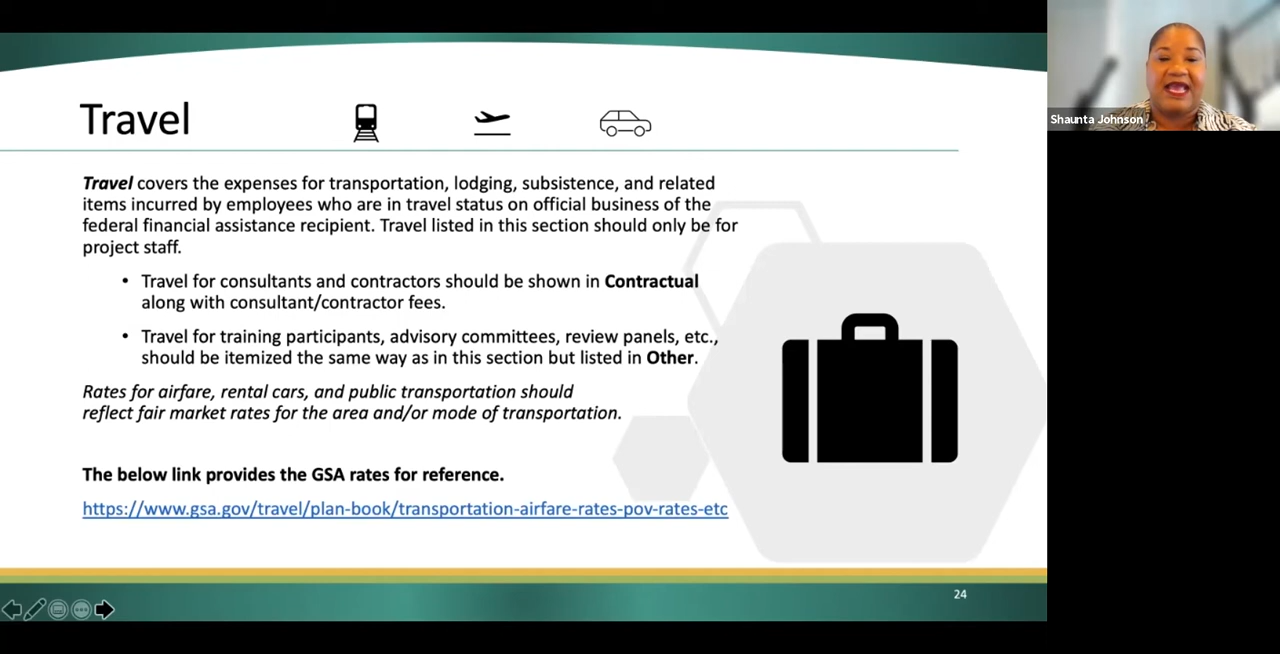 Travel
Travel covers the expenses for transportation, lodging, subsistence, and related
items incurred by employees who are in travel status on official business of the
federal financial assistance recipient. Travel listed in this section should only be for
project staff.
• Travel for consultants and contractors should be shown in Contractual
along with consultant/contractor fees.
• Travel for training participants, advisory committees, review panels, etc.,
should be itemized the same way as in this section but listed in Other.
Rates for airfare, rental cars, and public transportation should
reflect fair market rates for the area and/or mode of transportation.
The below link provides the GSA rates for reference.
https://www.gsa.gov/travel/plan-book/transportation-airfare-rates-pov-rates-etc
24
Shaunta Johnson